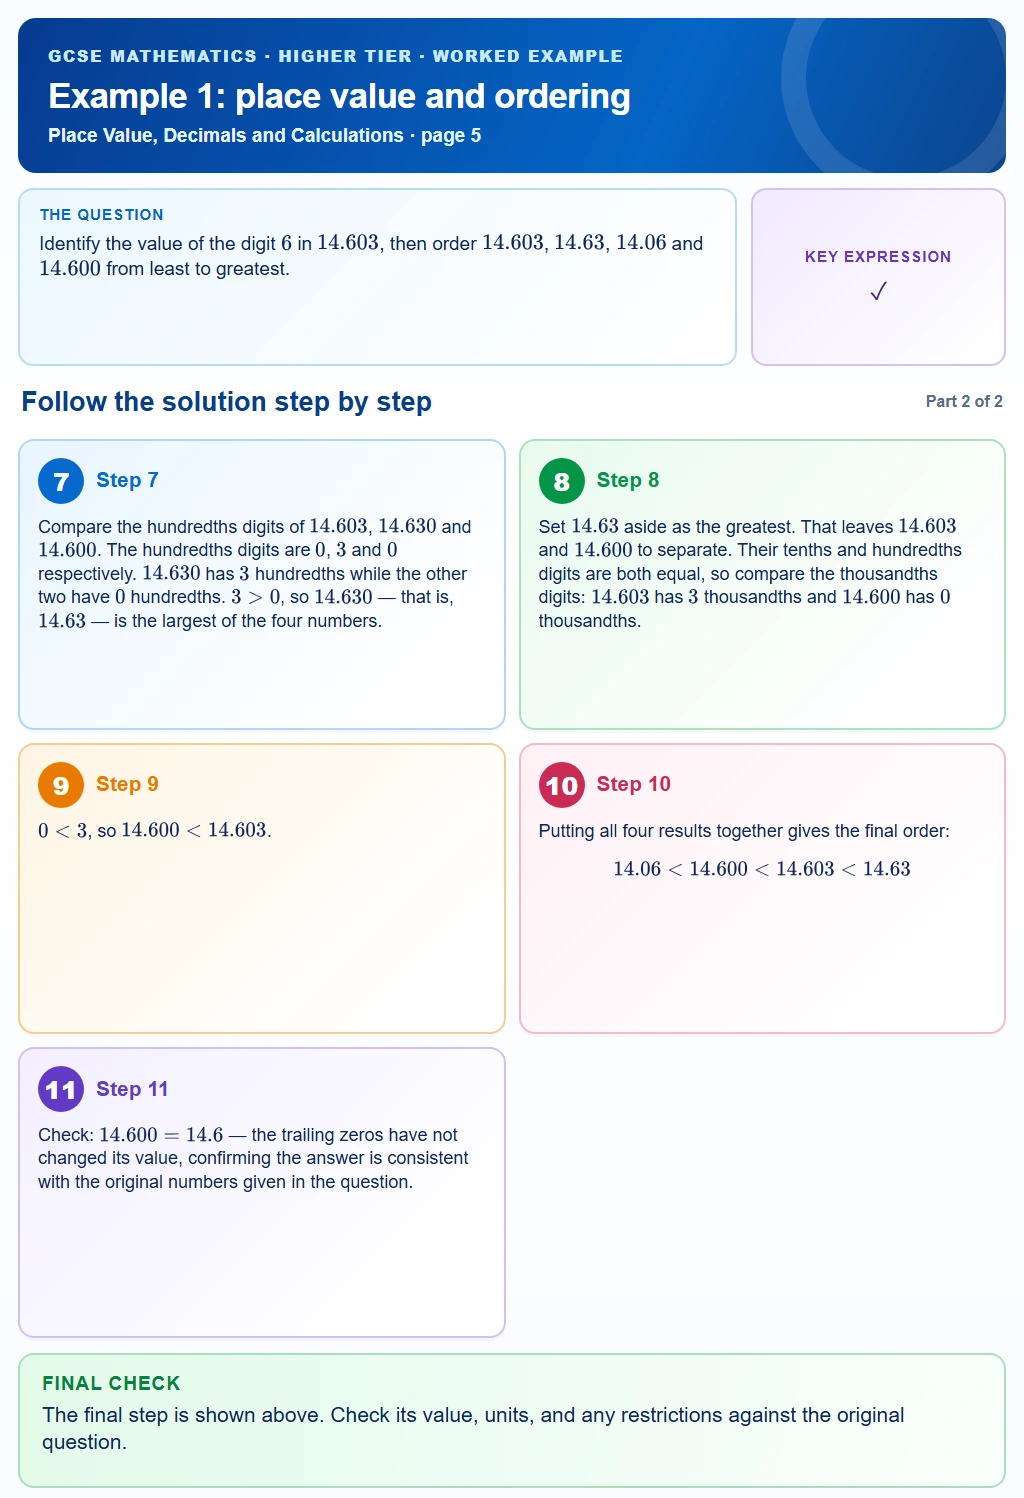 GCSE MATHEMATICS · HIGHER TIER · WORKED EXAMPLE
Example 1: place value and ordering
Place Value, Decimals and Calculations · page 5
THE QUESTION
Identify the value of the digit 6 in 14.603, then order 14.603, 14.63, 14.06 and
14.600 from least to greatest.
KEY EXPRESSION
✓
Follow the solution step by step
Part 2 of 2
7 Step 7
Compare the hundredths digits of 14.603, 14.630 and
14.600. The hundredths digits are 0, 3 and 0
respectively. 14.630 has 3 hundredths while the other
two have 0 hundredths. 3 > 0, so 14.630 — that is,
14.63 — is the largest of the four numbers.
8 Step 8
Set 14.63 aside as the greatest. That leaves 14.603
and 14.600 to separate. Their tenths and hundredths
digits are both equal, so compare the thousandths
digits: 14.603 has 3 thousandths and 14.600 has 0
thousandths.
9 Step 9
0 < 3, so 14.600 < 14.603.
10 Step 10
Putting all four results together gives the final order:
14.06 < 14.600 < 14.603 < 14.63
11 Step 11
Check: 14.600 = 14.6 — the trailing zeros have not
changed its value, confirming the answer is consistent
with the original numbers given in the question.
FINAL CHECK
The final step is shown above. Check its value, units, and any restrictions against the original
question.